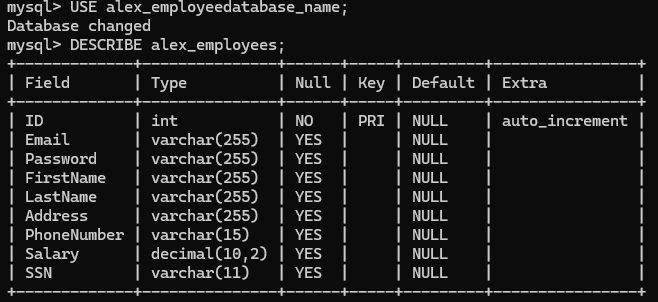 mysql> USE alex_employeedatabase_name;
Database changed
mysql> DESCRIBE alex_employees;
+-------------+---------------+------+-----+---------+----------------+
| Field       | Type          | Null | Key | Default | Extra          |
+-------------+---------------+------+-----+---------+----------------+
| ID          | int           | NO   | PRI | NULL    | auto_increment |
| Email       | varchar(255)  | YES  |     | NULL    |                |
| Password    | varchar(255)  | YES  |     | NULL    |                |
| FirstName   | varchar(255)  | YES  |     | NULL    |                |
| LastName    | varchar(255)  | YES  |     | NULL    |                |
| Address     | varchar(255)  | YES  |     | NULL    |                |
| PhoneNumber | varchar(15)   | YES  |     | NULL    |                |
| Salary      | decimal(10,2) | YES  |     | NULL    |                |
| SSN         | varchar(11)   | YES  |     | NULL    |                |
+-------------+---------------+------+-----+---------+----------------+